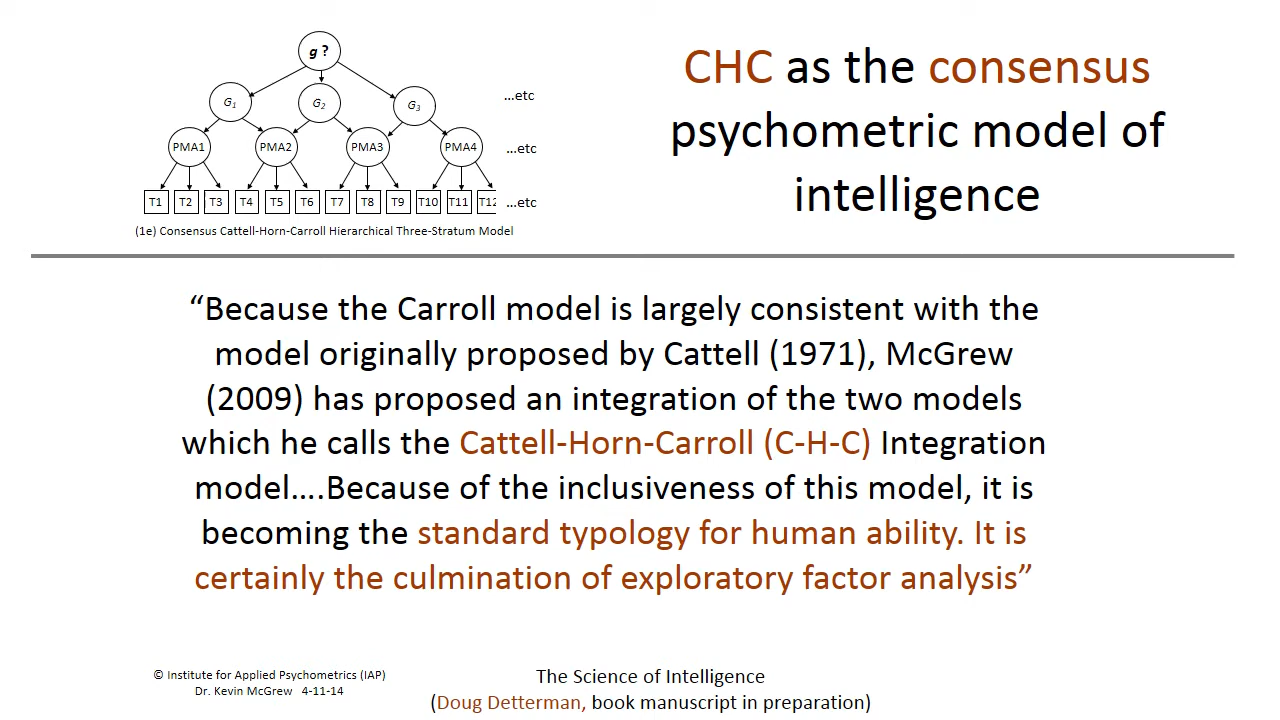 g ?
G1 G2 G3 ...etc
PMA1 PMA2 PMA3 PMA4 ...etc
T1 T2 T3 T4 T5 T6 T7 T8 T9 T10 T11 T12 ...etc
(1e) Consensus Cattell-Horn-Carroll Hierarchical Three-Stratum Model
CHC as the consensus
psychometric model of
intelligence
“Because the Carroll model is largely consistent with the
model originally proposed by Cattell (1971), McGrew
(2009) has proposed an integration of the two models
which he calls the Cattell-Horn-Carroll (C-H-C) Integration
model….Because of the inclusiveness of this model, it is
becoming the standard typology for human ability. It is
certainly the culmination of exploratory factor analysis”
© Institute for Applied Psychometrics (IAP)
Dr. Kevin McGrew 4-11-14
The Science of Intelligence
(Doug Detterman, book manuscript in preparation)